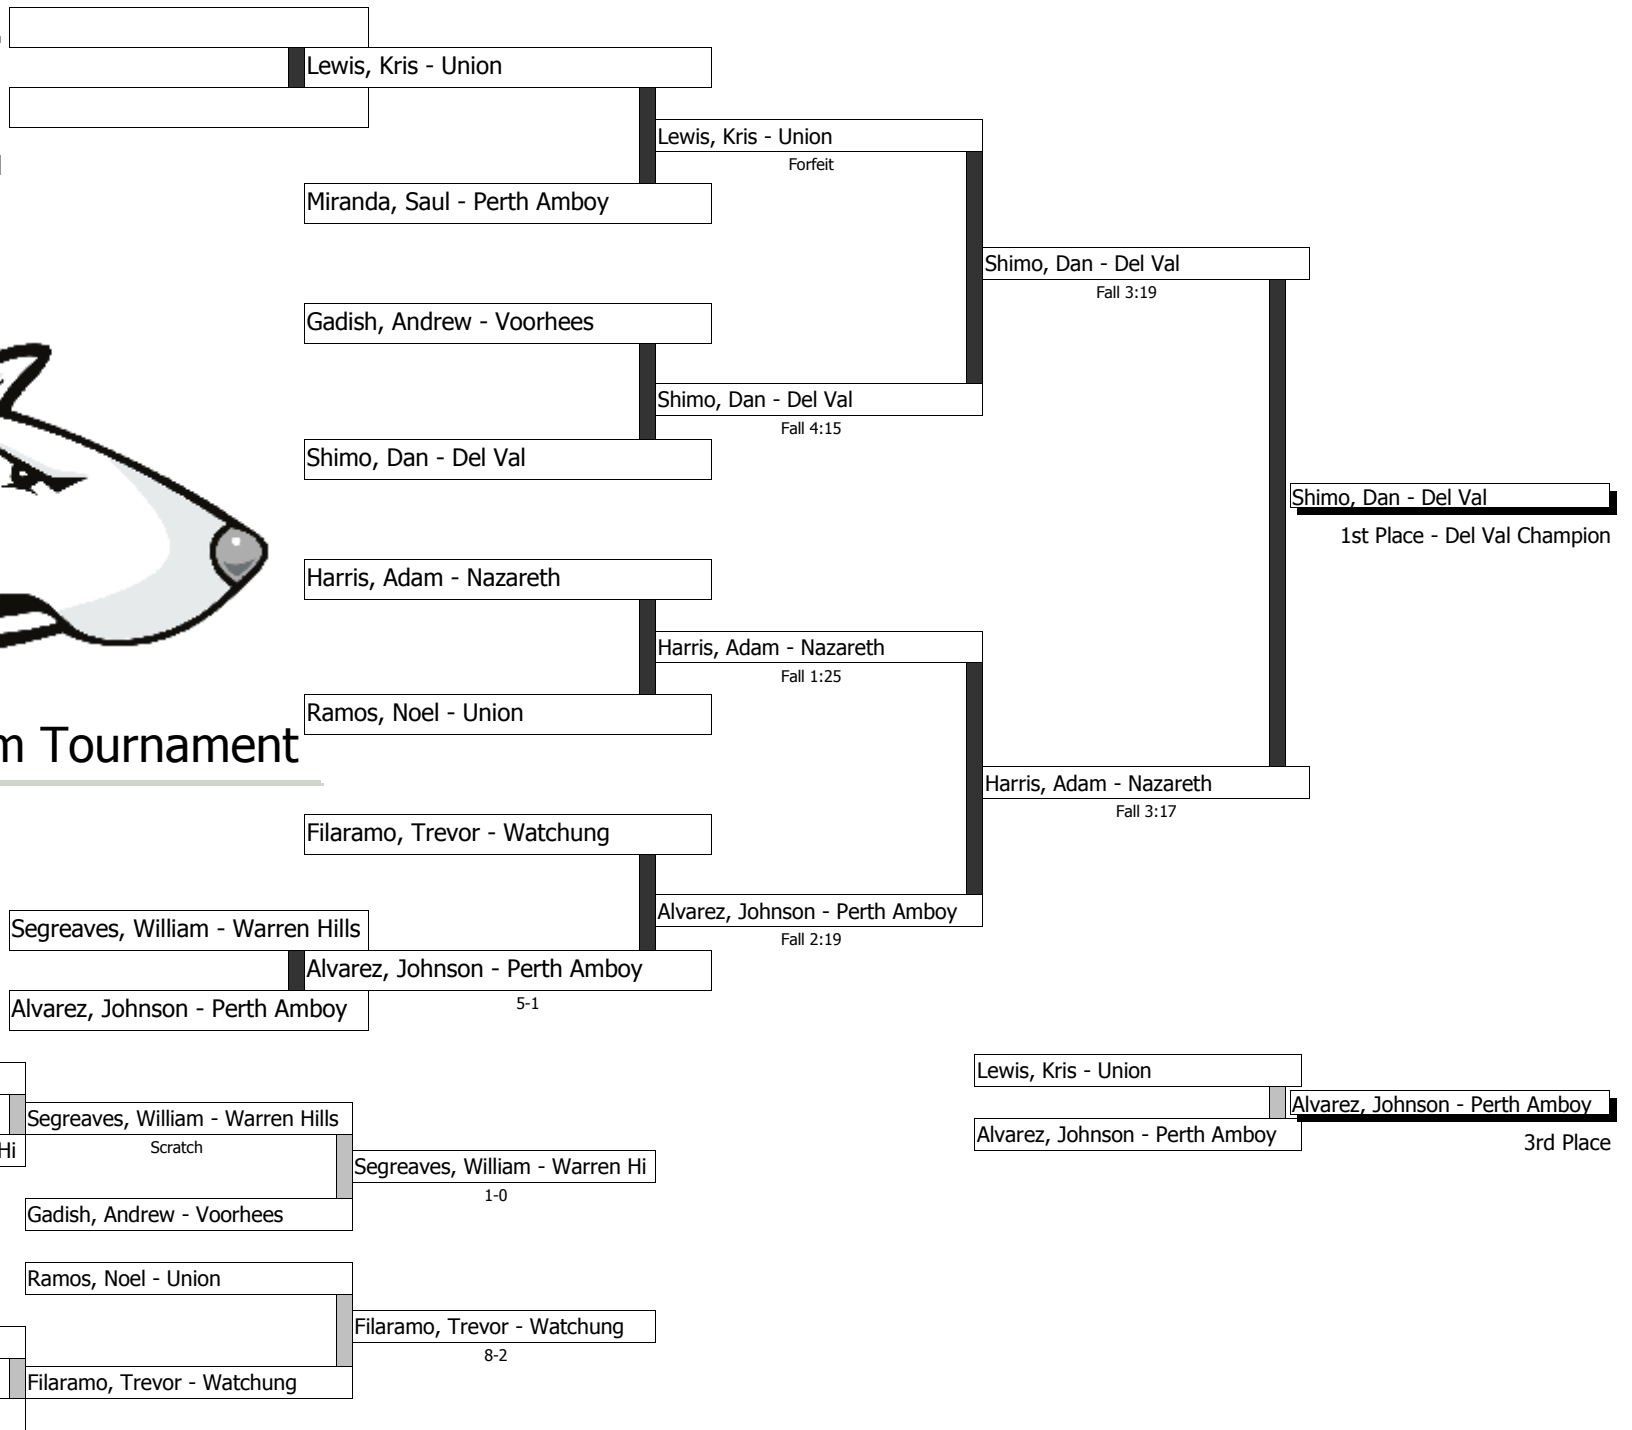 Lewis, Kris - Union
Lewis, Kris - Union
Forfeit
Miranda, Saul - Perth Amboy
Shimo, Dan - Del Val
Fall 3:19
Gadish, Andrew - Voorhees
Shimo, Dan - Del Val
Fall 4:15
Shimo, Dan - Del Val
Shimo, Dan - Del Val
1st Place - Del Val Champion
Harris, Adam - Nazareth
Harris, Adam - Nazareth
Fall 1:25
Ramos, Noel - Union
m Tournament
Harris, Adam - Nazareth
Fall 3:17
Filaramo, Trevor - Watchung
Alvarez, Johnson - Perth Amboy
Fall 2:19
Segreaves, William - Warren Hills
Alvarez, Johnson - Perth Amboy
5-1
Alvarez, Johnson - Perth Amboy
Lewis, Kris - Union
Alvarez, Johnson - Perth Amboy
Alvarez, Johnson - Perth Amboy
3rd Place
Segreaves, William - Warren Hills
Scratch
Hi
Segreaves, William - Warren Hi
1-0
Gadish, Andrew - Voorhees
Ramos, Noel - Union
Filaramo, Trevor - Watchung
8-2
Filaramo, Trevor - Watchung